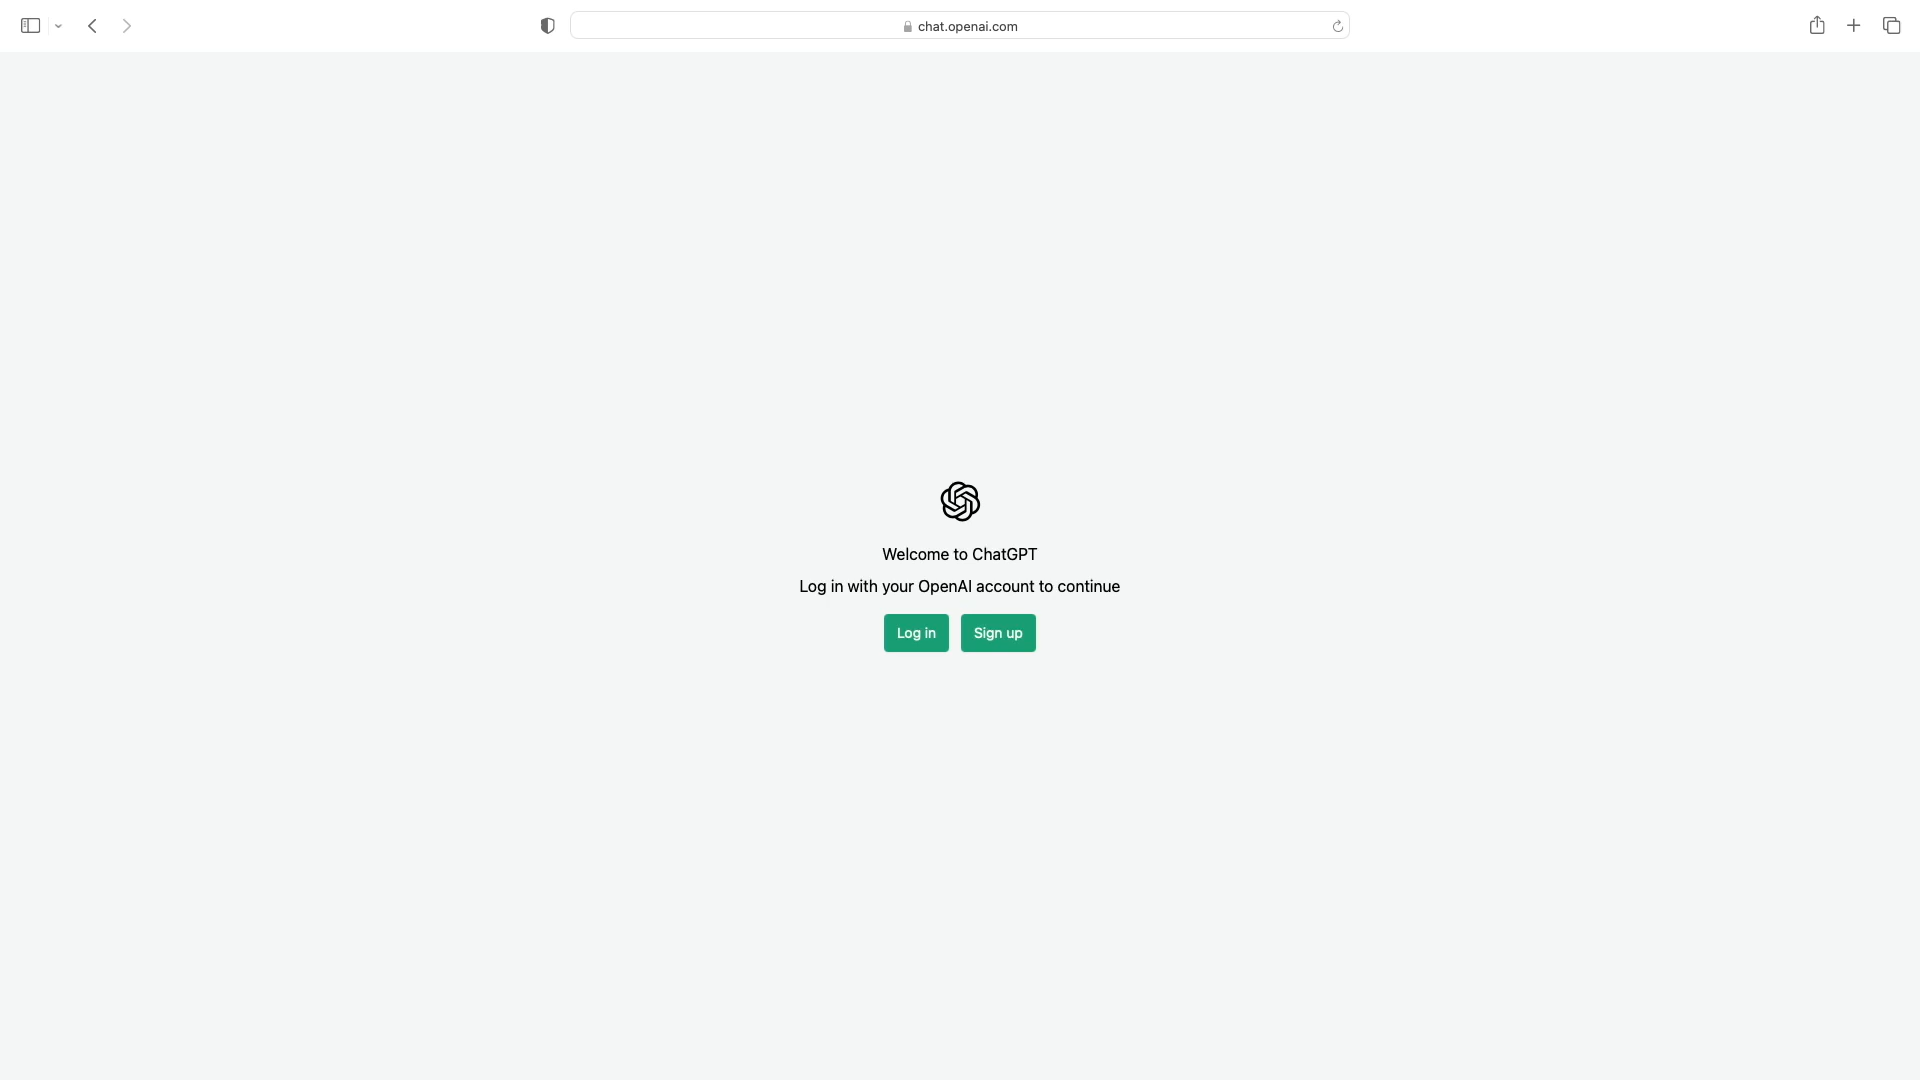 chat.openai.com
Welcome to ChatGPT
Log in with your OpenAI account to continue
Log in Sign up